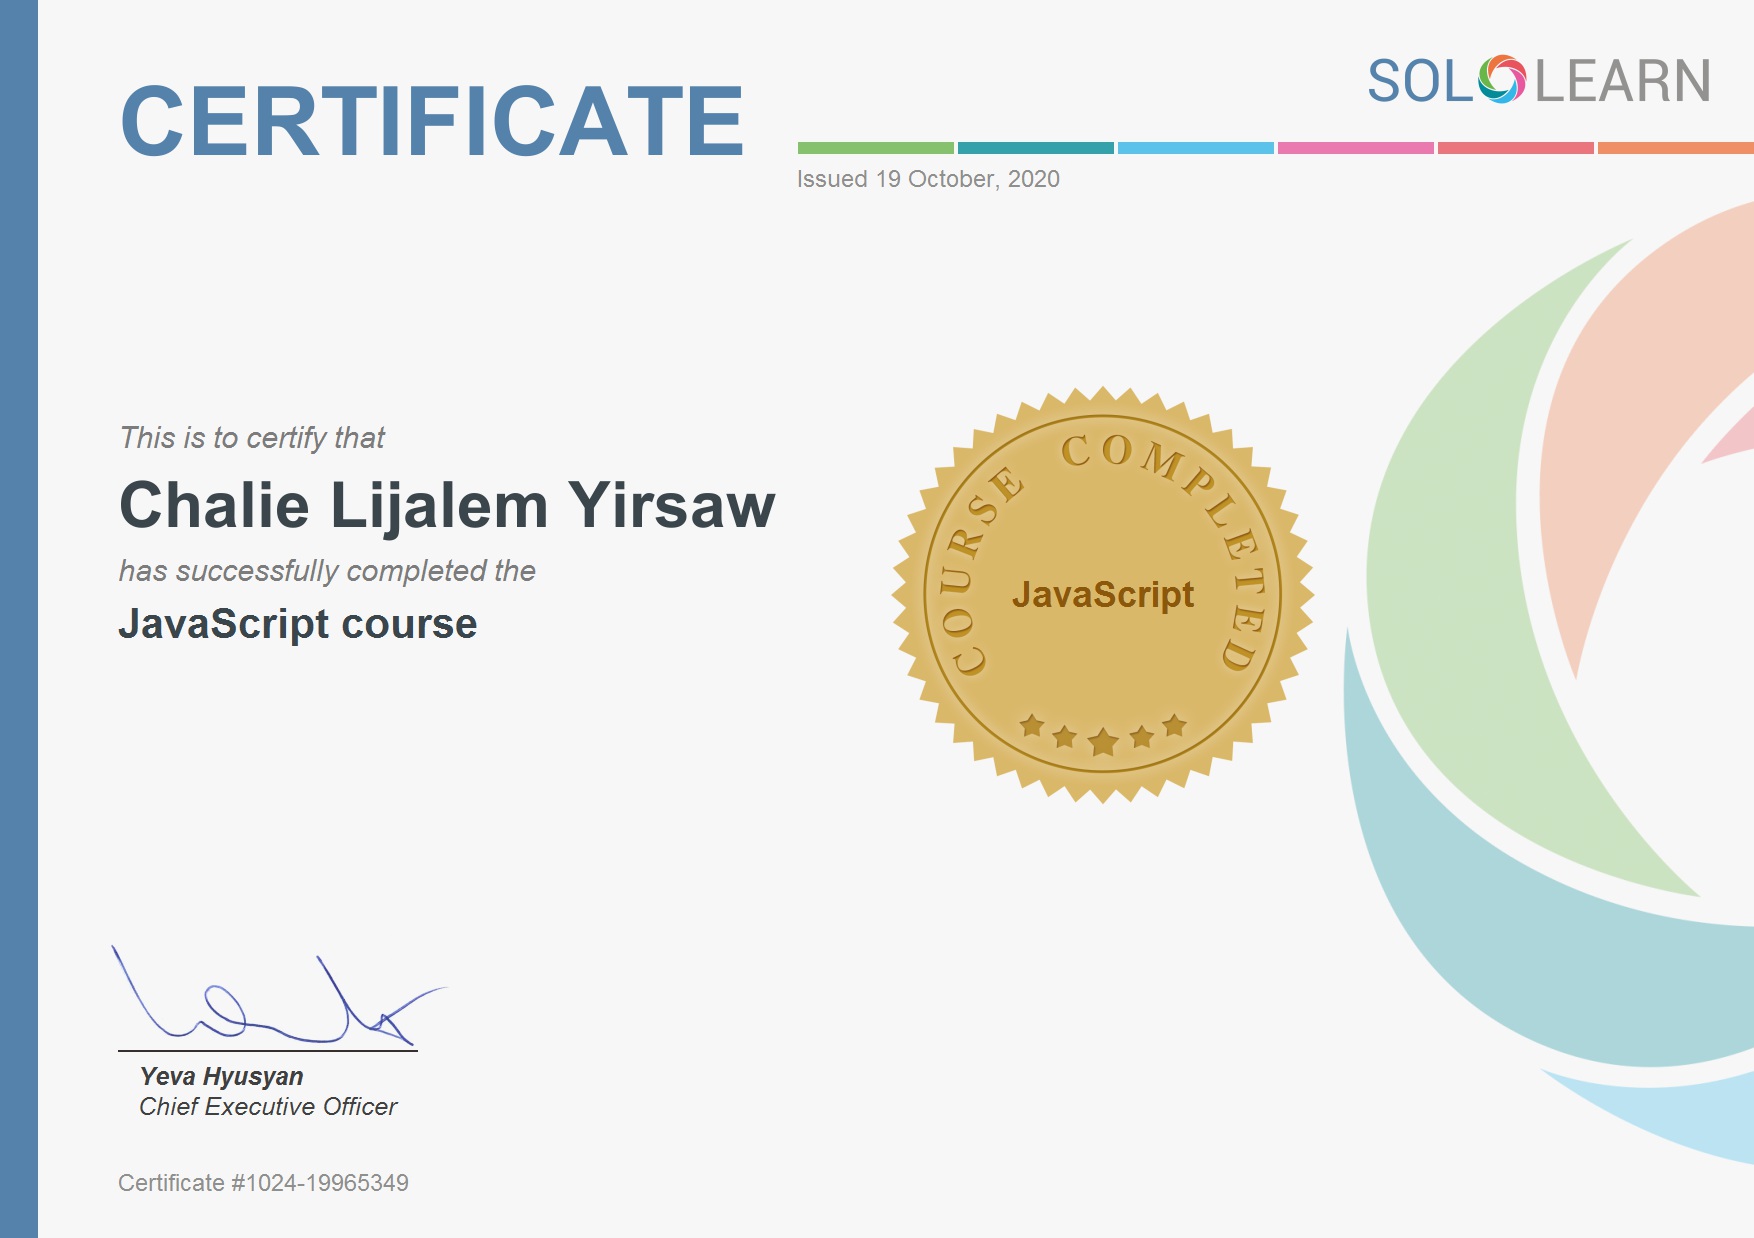 CERTIFICATE
SOLOLEARN
Issued 19 October, 2020
This is to certify that
Chalie Lijalem Yirsaw
has successfully completed the
JavaScript course
COURSE COMPLETED
JavaScript
Yeva Hyusyan
Chief Executive Officer
Certificate #1024-19965349